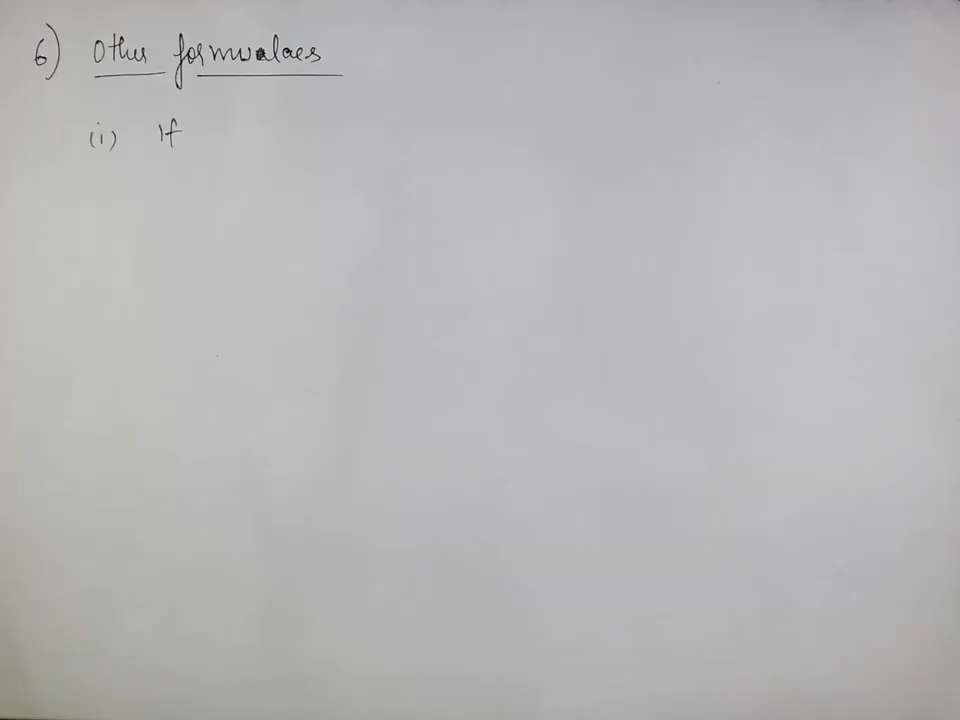 6) Other formulaes
(i) If